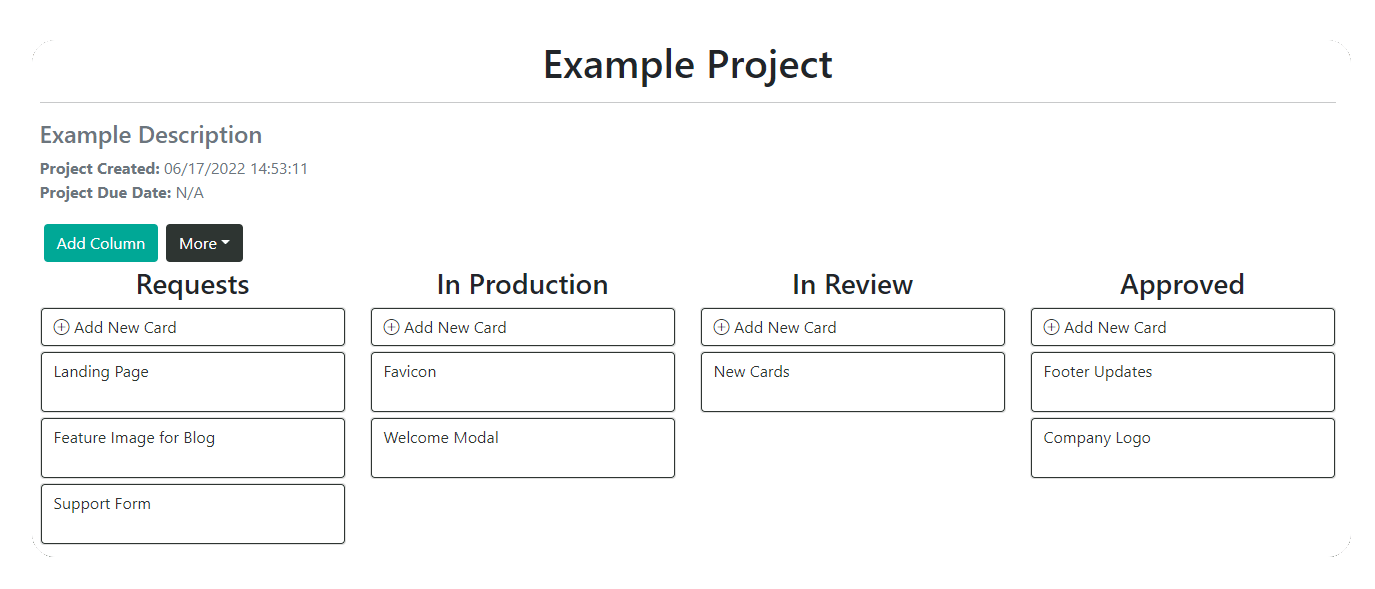 Example Project
Example Description
Project Created: 06/17/2022 14:53:11
Project Due Date: N/A
Add Column
More
Requests
Add New Card
Landing Page
Feature Image for Blog
Support Form
In Production
Add New Card
Favicon
Welcome Modal
In Review
Add New Card
New Cards
Approved
Add New Card
Footer Updates
Company Logo